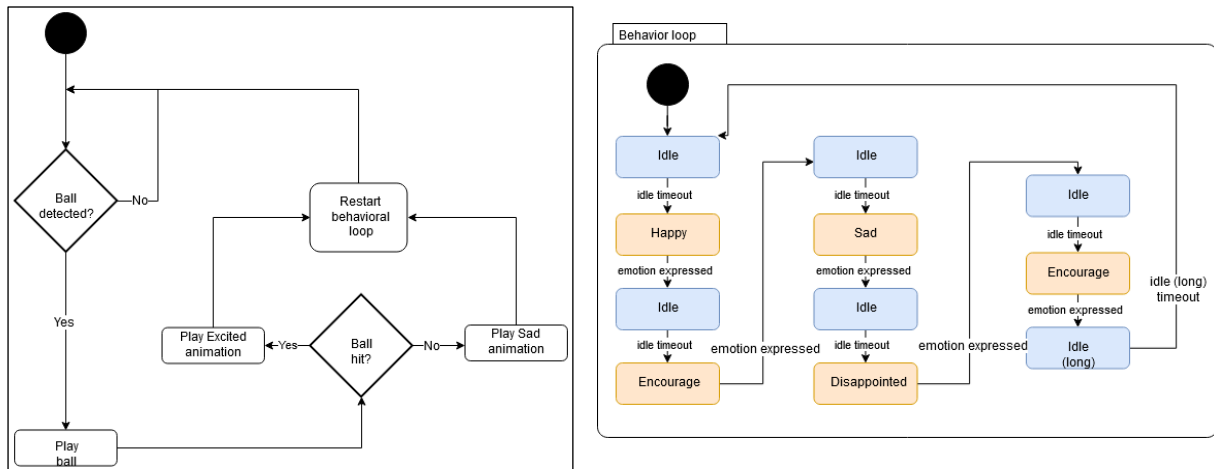 Ball
detected?
No
Yes
Play
ball
Restart
behavioral
loop
Play Excited
animation
Yes
Ball
hit?
No
Play Sad
animation
Behavior loop
Idle
idle timeout
Happy
emotion expressed
Idle
idle timeout
Encourage
emotion expressed
Idle
idle timeout
Sad
emotion expressed
Idle
idle timeout
Disappointed
emotion expressed
Idle
idle timeout
Encourage
emotion expressed
Idle
(long)
idle (long)
timeout